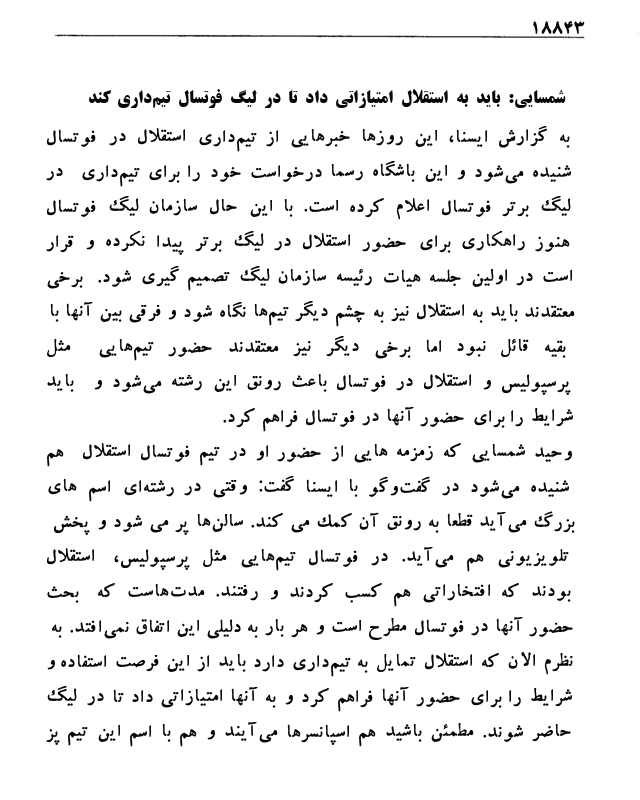 ۱۸۸۴۳
شمسایی: باید به استقلال امتیازاتی داد تا در لیگ فوتسال تیم‌داری کند
به گزارش ایسنا، این روزها خبرهایی از تیم‌داری استقلال در فوتسال
شنیده می‌شود و این باشگاه رسما درخواست خود را برای تیم‌داری در
لیگ برتر فوتسال اعلام کرده است. با این حال سازمان لیگ فوتسال
هنوز راهکاری برای حضور استقلال در لیگ برتر پیدا نکرده و قرار
است در اولین جلسه هیات رئیسه سازمان لیگ تصمیم گیری شود. برخی
معتقدند باید به استقلال نیز به چشم دیگر تیم‌ها نگاه شود و فرقی بین آنها با
بقیه قائل نبود اما برخی دیگر نیز معتقدند حضور تیم‌هایی مثل
پرسپولیس و استقلال در فوتسال باعث رونق این رشته می‌شود و باید
شرایط را برای حضور آنها در فوتسال فراهم کرد.
وحید شمسایی که زمزمه هایی از حضور او در تیم فوتسال استقلال هم
شنیده می‌شود در گفت‌وگو با ایسنا گفت: وقتی در رشته‌ای اسم های
بزرگ می‌آید قطعا به رونق آن کمک می کند. سالن‌ها پر می شود و پخش
تلویزیونی هم می‌آید. در فوتسال تیم‌هایی مثل پرسپولیس، استقلال
بودند که افتخاراتی هم کسب کردند و رفتند. مدت‌هاست که بحث
حضور آنها در فوتسال مطرح است و هر بار به دلیلی این اتفاق نمی‌افتد. به
نظرم الان که استقلال تمایل به تیم‌داری دارد باید از این فرصت استفاده و
شرایط را برای حضور آنها فراهم کرد و به آنها امتیازاتی داد تا در لیگ
حاضر شوند. مطمئن باشید هم اسپانسرها می‌آیند و هم با اسم این تیم پز